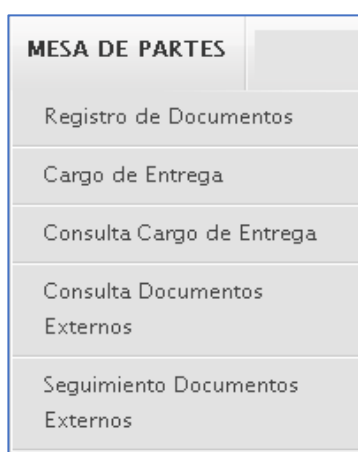 MESA DE PARTES
Registro de Documentos
Cargo de Entrega
Consulta Cargo de Entrega
Consulta Documentos
Externos
Seguimiento Documentos
Externos